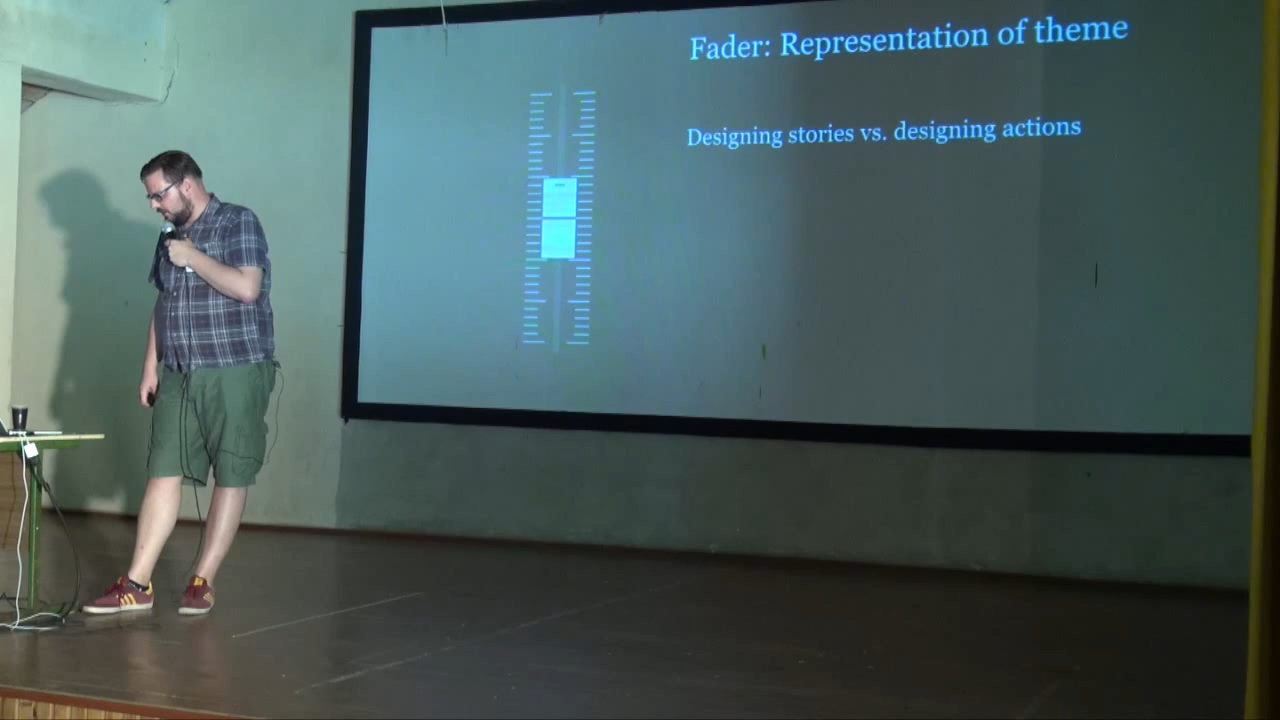 Fader: Representation of theme
Designing stories vs. designing actions